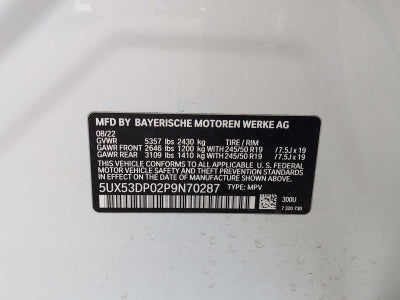 MFD BY BAYERISCHE MOTOREN WERKE AG
08/22
GVWR 5357 lbs 2430 kg TIRE / RIM
GAWR FRONT 2646 lbs 1200 kg WITH 245/50 R19 / 7.5J x 19
GAWR REAR 3109 lbs 1410 kg WITH 245/50 R19 / 7.5J x 19
THIS VEHICLE CONFORMS TO ALL APPLICABLE FEDERAL
MOTOR VEHICLE SAFETY STANDARDS IN EFFECT
ON THE DATE OF MANUFACTURE SHOWN ABOVE.
5UX53DP02P9N70287 TYPE: MPV
300U
7 320 730